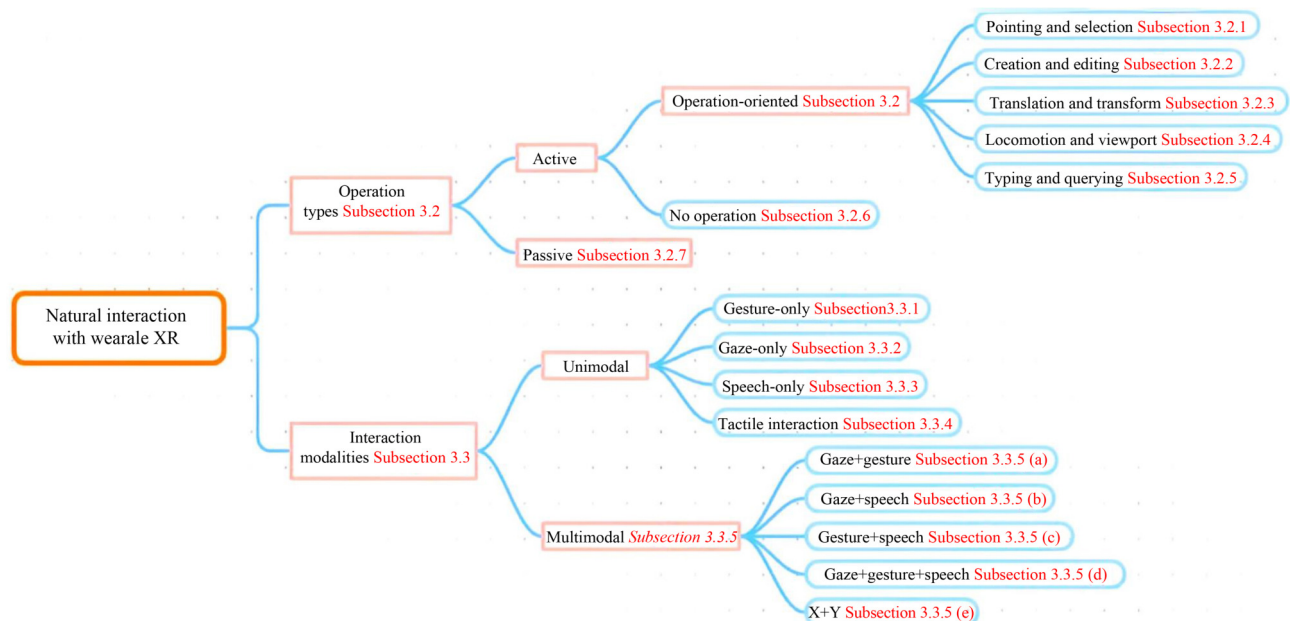 Natural interaction
with wearale XR
Operation
types Subsection 3.2
Active
Operation-oriented Subsection 3.2
Pointing and selection Subsection 3.2.1
Creation and editing Subsection 3.2.2
Translation and transform Subsection 3.2.3
Locomotion and viewport Subsection 3.2.4
Typing and querying Subsection 3.2.5
No operation Subsection 3.2.6
Passive Subsection 3.2.7
Interaction
modalities Subsection 3.3
Unimodal
Gesture-only Subsection3.3.1
Gaze-only Subsection 3.3.2
Speech-only Subsection 3.3.3
Tactile interaction Subsection 3.3.4
Multimodal Subsection 3.3.5
Gaze+gesture Subsection 3.3.5 (a)
Gaze+speech Subsection 3.3.5 (b)
Gesture+speech Subsection 3.3.5 (c)
Gaze+gesture+speech Subsection 3.3.5 (d)
X+Y Subsection 3.3.5 (e)